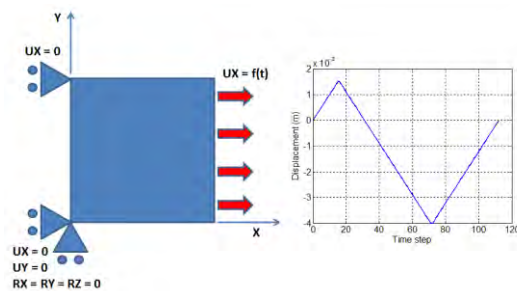 Y
UX = 0
UX = f(t)
X
UX = 0
UY = 0
RX = RY = RZ = 0
x 10⁻³
2
1
0
-1
-2
-3
-4
Displacement (m)
0 20 40 60 80 100 120
Time step